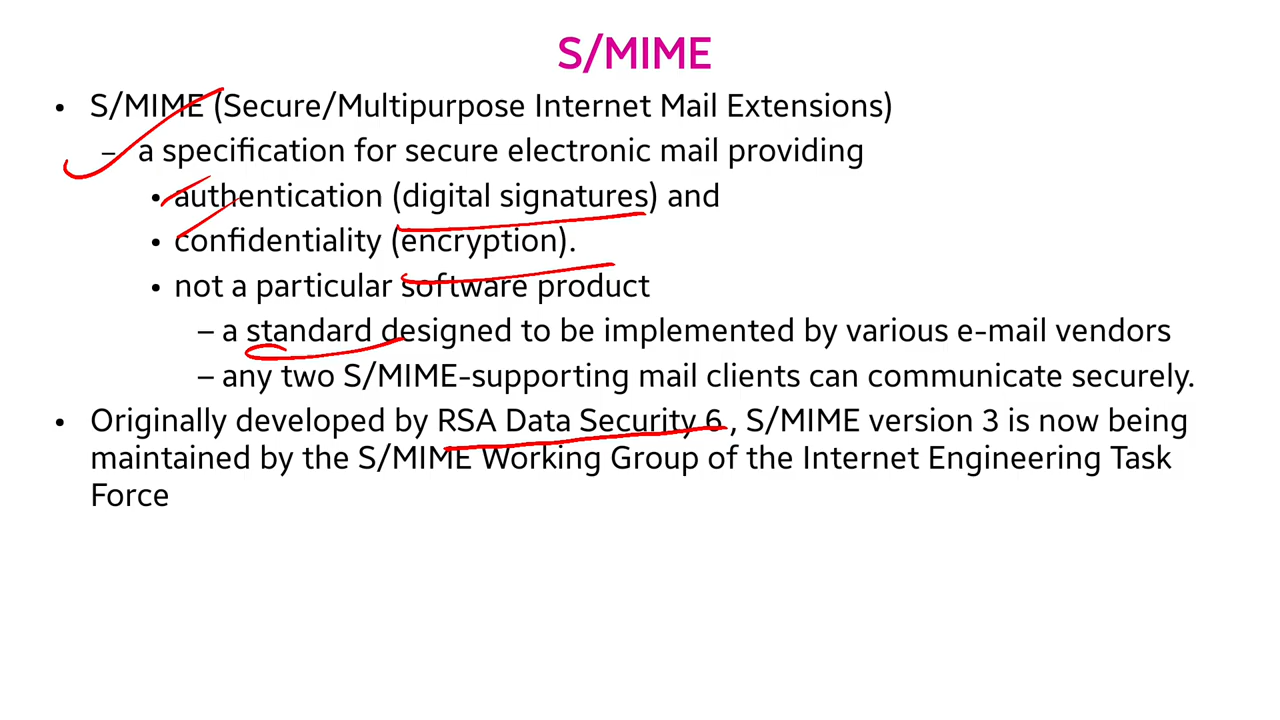 S/MIME
• S/MIME (Secure/Multipurpose Internet Mail Extensions)
– a specification for secure electronic mail providing
• authentication (digital signatures) and
• confidentiality (encryption).
• not a particular software product
– a standard designed to be implemented by various e-mail vendors
– any two S/MIME-supporting mail clients can communicate securely.
• Originally developed by RSA Data Security 6 , S/MIME version 3 is now being
maintained by the S/MIME Working Group of the Internet Engineering Task
Force